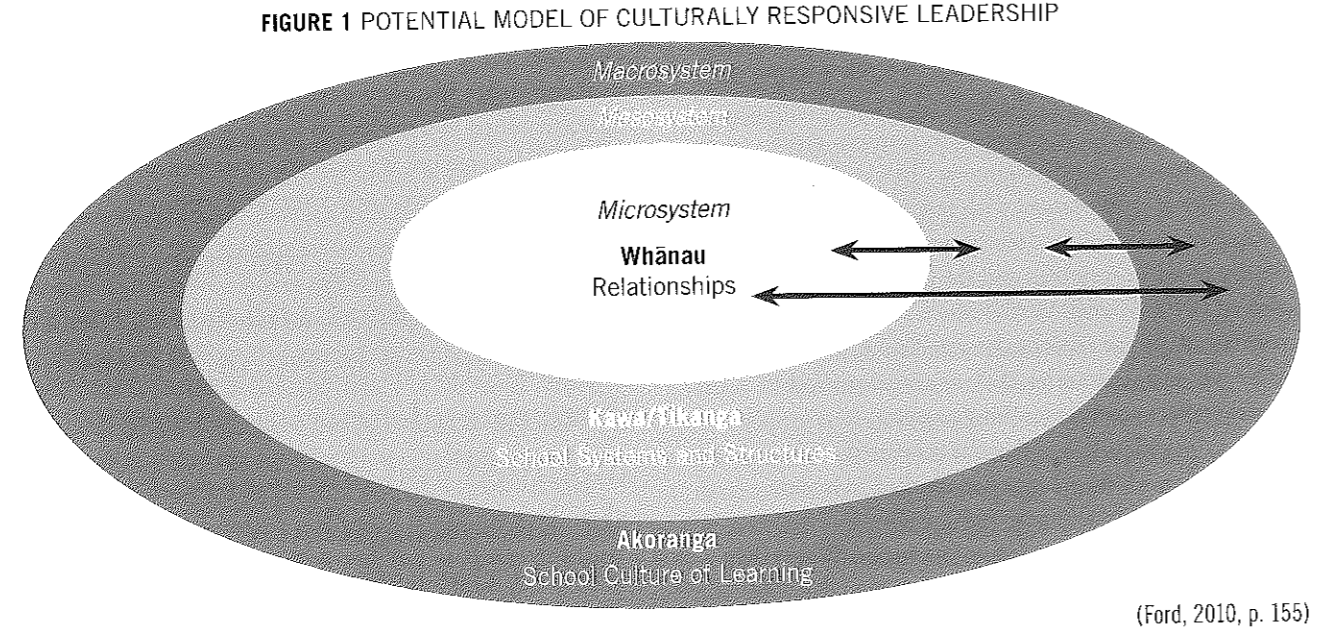 FIGURE 1 POTENTIAL MODEL OF CULTURALLY RESPONSIVE LEADERSHIP
Macrosystem
Mesosystem
Microsystem
Whānau
Relationships
Kawa/Tikanga
School Systems and Structures
Akoranga
School Culture of Learning
(Ford, 2010, p. 155)